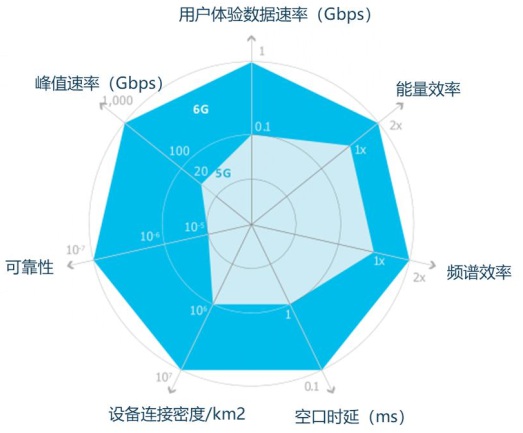 用户体验数据速率（Gbps）
1
峰值速率（Gbps）
能量效率
1,000
6G
2x
0.1
100
1x
20
5G
10⁻⁵
10⁻⁶
10⁻⁷
可靠性
1x
频谱效率
2x
10⁶
1
10⁷
0.1
设备连接密度/km2
空口时延（ms）